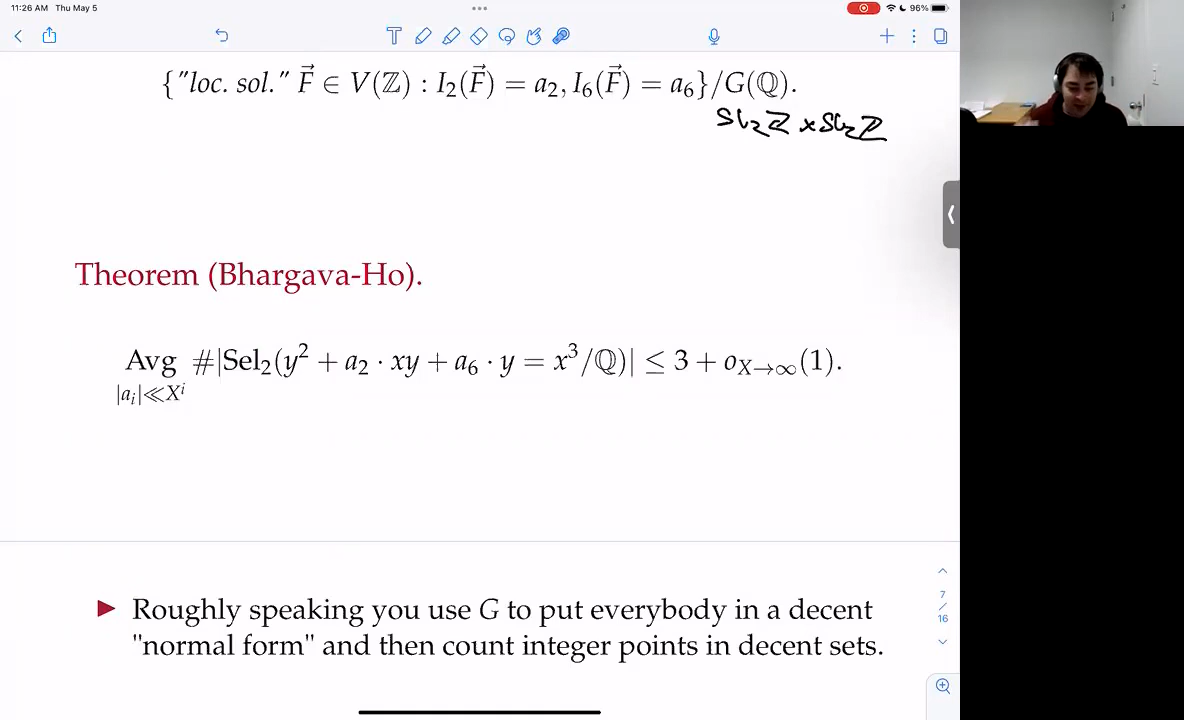 11:26 AM Thu May 5
96%
{"loc. sol." F⃗ ∈ V(ℤ) : I₂(F⃗) = a₂, I₆(F⃗) = a₆}/G(ℚ).
SL₂ℤ × SL₂ℤ
Theorem (Bhargava-Ho).
Avg #|Sel₂(y² + a₂ · xy + a₆ · y = x³/ℚ)| ≤ 3 + o_{X→∞}(1).
|aᵢ|≪Xⁱ
▶ Roughly speaking you use G to put everybody in a decent
"normal form" and then count integer points in decent sets.
7
/
16